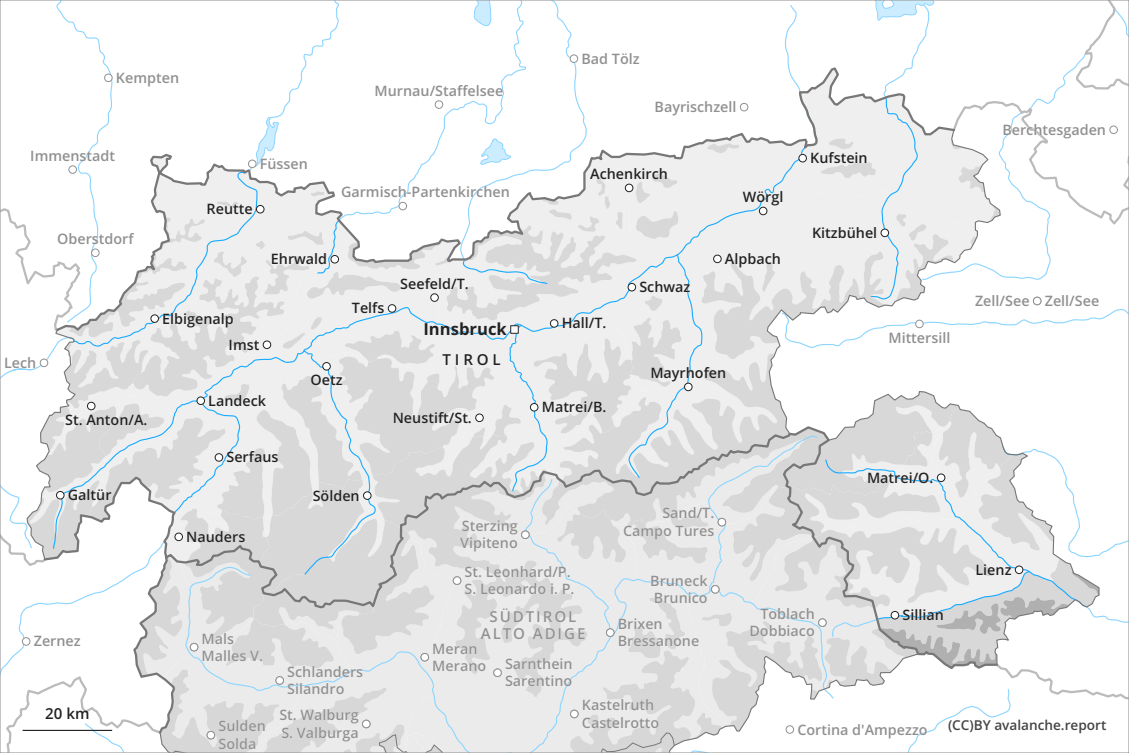 Kempten
Bad Tölz
Murnau/Staffelsee
Bayrischzell
Berchtesgaden
Immenstadt
Füssen
Kufstein
Achenkirch
Garmisch-Partenkirchen
Wörgl
Reutte
Kitzbühel
Oberstdorf
Ehrwald
Alpbach
Seefeld/T.
Schwaz
Zell/See
Zell/See
Telfs
Elbigenalp
Innsbruck
Hall/T.
Mittersill
Imst
TIROL
Lech
Oetz
Mayrhofen
Landeck
Matrei/B.
St. Anton/A.
Neustift/St.
Serfaus
Matrei/O.
Galtür
Sölden
Sand/T.
Campo Tures
Sterzing
Vipiteno
Nauders
St. Leonhard/P.
S. Leonardo i. P.
Lienz
Bruneck
Brunico
SÜDTIROL
ALTO ADIGE
Toblach
Dobbiaco
Sillian
Brixen
Bressanone
Zernez
Mals
Malles V.
Meran
Merano
Sarnthein
Sarentino
Schlanders
Silandro
Kastelruth
Castelrotto
20 km
St. Walburg
S. Valburga
Sulden
Solda
Cortina d'Ampezzo
(CC)BY avalanche.report